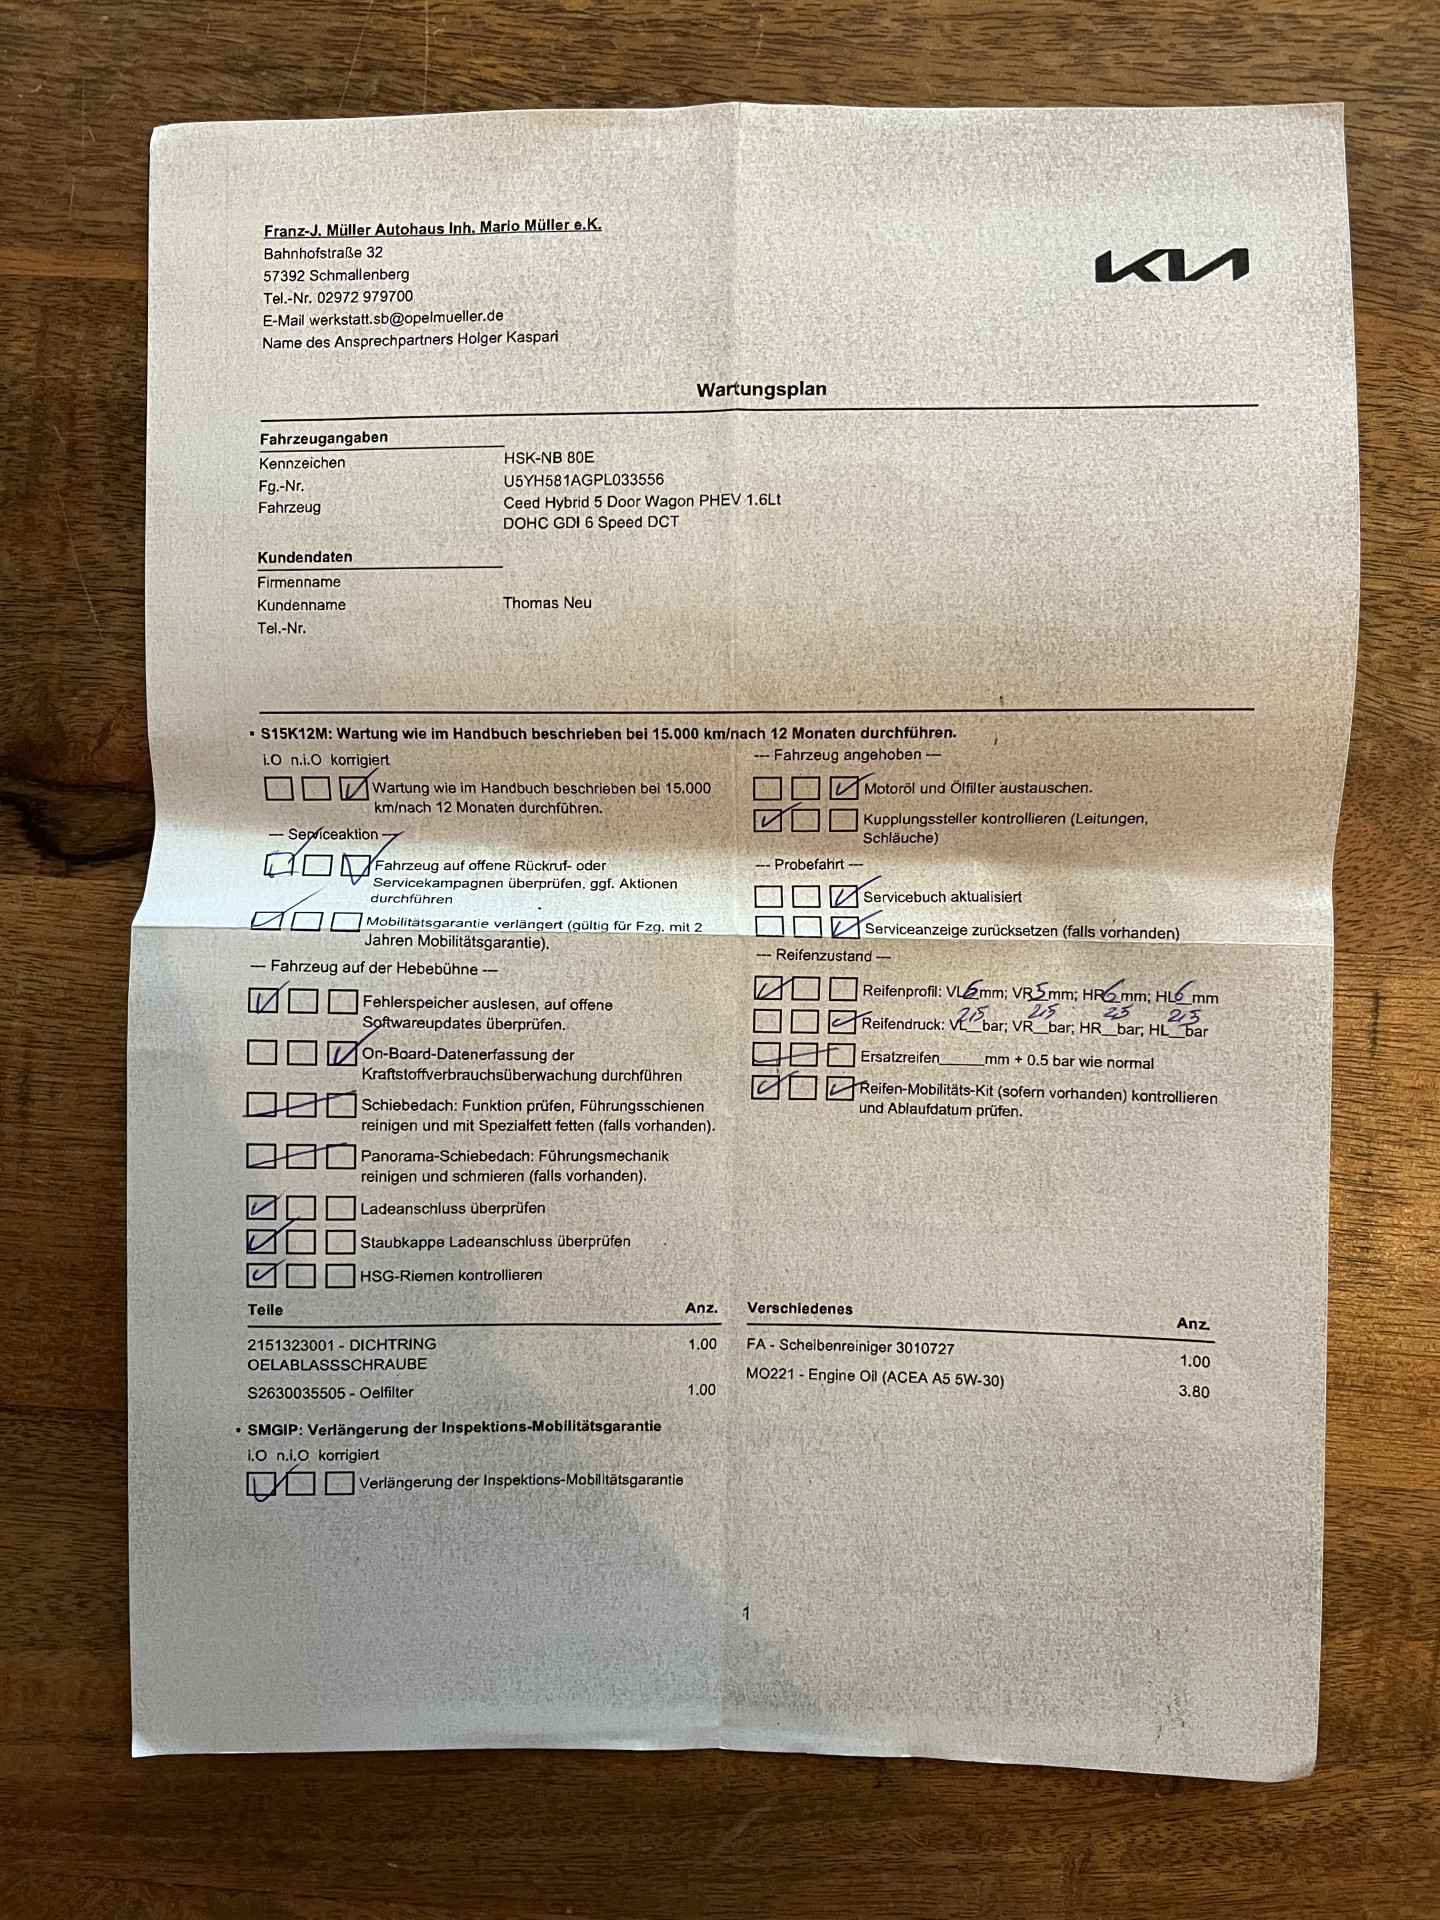 Franz-J. Müller Autohaus Inh. Mario Müller e.K.
Bahnhofstraße 32
57392 Schmallenberg
Tel.-Nr. 02972 979700
E-Mail werkstatt.sb@opelmueller.de
Name des Ansprechpartners Holger Kaspari
KIA
Wartungsplan
Fahrzeugangaben
Kennzeichen HSK-NB 80E
Fg.-Nr. U5YH581AGPL033556
Fahrzeug Ceed Hybrid 5 Door Wagon PHEV 1.6Lt
DOHC GDI 6 Speed DCT
Kundendaten
Firmenname
Kundenname Thomas Neu
Tel.-Nr.
• S15K12M: Wartung wie im Handbuch beschrieben bei 15.000 km/nach 12 Monaten durchführen.
i.O n.i.O korrigiert
Wartung wie im Handbuch beschrieben bei 15.000
km/nach 12 Monaten durchführen.
--- Serviceaktion ---
Fahrzeug auf offene Rückruf- oder
Servicekampagnen überprüfen, ggf. Aktionen
durchführen
Mobilitätsgarantie verlängert (gültig für Fzg. mit 2
Jahren Mobilitätsgarantie).
--- Fahrzeug auf der Hebebühne ---
Fehlerspeicher auslesen, auf offene
Softwareupdates überprüfen.
On-Board-Datenerfassung der
Kraftstoffverbrauchsüberwachung durchführen
Schiebedach: Funktion prüfen, Führungsschienen
reinigen und mit Spezialfett fetten (falls vorhanden).
Panorama-Schiebedach: Führungsmechanik
reinigen und schmieren (falls vorhanden).
Ladeanschluss überprüfen
Staubkappe Ladeanschluss überprüfen
HSG-Riemen kontrollieren
--- Fahrzeug angehoben ---
Motoröl und Ölfilter austauschen.
Kupplungssteller kontrollieren (Leitungen,
Schläuche)
--- Probefahrt ---
Servicebuch aktualisiert
Serviceanzeige zurücksetzen (falls vorhanden)
--- Reifenzustand ---
Reifenprofil: VL 6 mm; VR 5 mm; HR 6 mm; HL 6 mm
2,5 2,5 2,5 2,5
Reifendruck: VL__bar; VR__bar; HR__bar; HL__bar
Ersatzreifen_____mm + 0.5 bar wie normal
Reifen-Mobilitäts-Kit (sofern vorhanden) kontrollieren
und Ablaufdatum prüfen.
Teile Anz.
2151323001 - DICHTRING 1.00
OELABLASSSCHRAUBE
S2630035505 - Oelfilter 1.00
Verschiedenes Anz.
FA - Scheibenreiniger 3010727 1.00
MO221 - Engine Oil (ACEA A5 5W-30) 3.80
• SMGIP: Verlängerung der Inspektions-Mobilitätsgarantie
i.O n.i.O korrigiert
Verlängerung der Inspektions-Mobilitätsgarantie
1